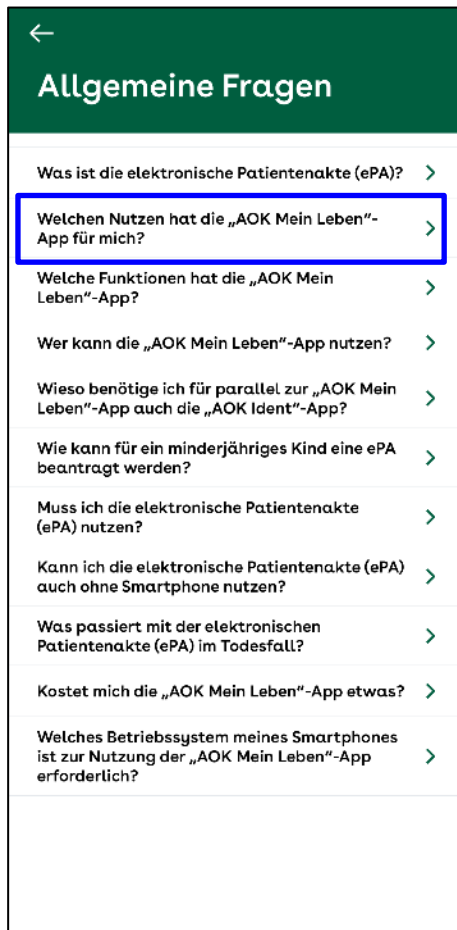 Allgemeine Fragen
Was ist die elektronische Patientenakte (ePA)?
Welchen Nutzen hat die „AOK Mein Leben“-
App für mich?
Welche Funktionen hat die „AOK Mein
Leben“-App?
Wer kann die „AOK Mein Leben“-App nutzen?
Wieso benötige ich für parallel zur „AOK Mein
Leben“-App auch die „AOK Ident“-App?
Wie kann für ein minderjähriges Kind eine ePA
beantragt werden?
Muss ich die elektronische Patientenakte
(ePA) nutzen?
Kann ich die elektronische Patientenakte (ePA)
auch ohne Smartphone nutzen?
Was passiert mit der elektronischen
Patientenakte (ePA) im Todesfall?
Kostet mich die „AOK Mein Leben“-App etwas?
Welches Betriebssystem meines Smartphones
ist zur Nutzung der „AOK Mein Leben“-App
erforderlich?